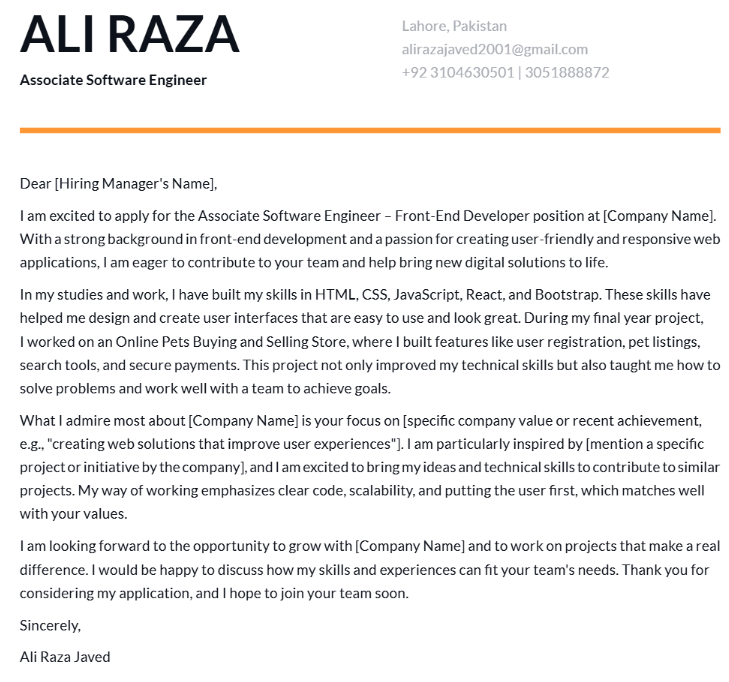 ALI RAZA
Associate Software Engineer
Lahore, Pakistan
alirazajaved2001@gmail.com
+92 3104630501 | 3051888872
Dear [Hiring Manager's Name],
I am excited to apply for the Associate Software Engineer – Front-End Developer position at [Company Name].
With a strong background in front-end development and a passion for creating user-friendly and responsive web
applications, I am eager to contribute to your team and help bring new digital solutions to life.
In my studies and work, I have built my skills in HTML, CSS, JavaScript, React, and Bootstrap. These skills have
helped me design and create user interfaces that are easy to use and look great. During my final year project,
I worked on an Online Pets Buying and Selling Store, where I built features like user registration, pet listings,
search tools, and secure payments. This project not only improved my technical skills but also taught me how to
solve problems and work well with a team to achieve goals.
What I admire most about [Company Name] is your focus on [specific company value or recent achievement,
e.g., "creating web solutions that improve user experiences"]. I am particularly inspired by [mention a specific
project or initiative by the company], and I am excited to bring my ideas and technical skills to contribute to similar
projects. My way of working emphasizes clear code, scalability, and putting the user first, which matches well
with your values.
I am looking forward to the opportunity to grow with [Company Name] and to work on projects that make a real
difference. I would be happy to discuss how my skills and experiences can fit your team's needs. Thank you for
considering my application, and I hope to join your team soon.
Sincerely,
Ali Raza Javed